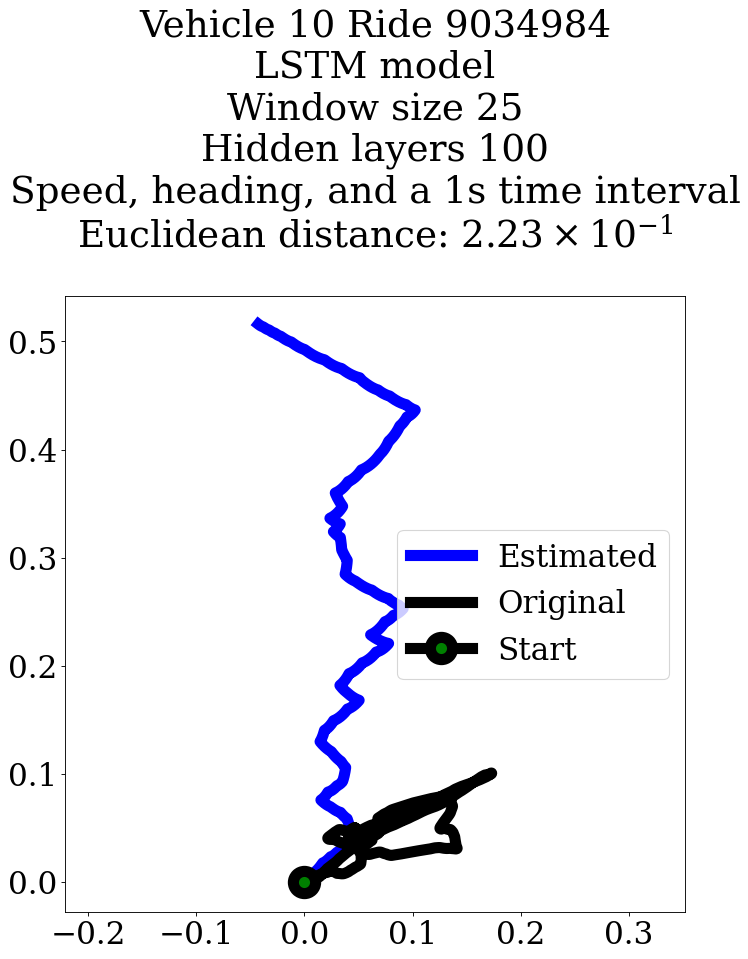 Vehicle 10 Ride 9034984
LSTM model
Window size 25
Hidden layers 100
Speed, heading, and a 1s time interval
Euclidean distance: 2.23 × 10⁻¹
0.5
0.4
0.3
0.2
0.1
0.0
Estimated
Original
Start
−0.2 −0.1 0.0 0.1 0.2 0.3